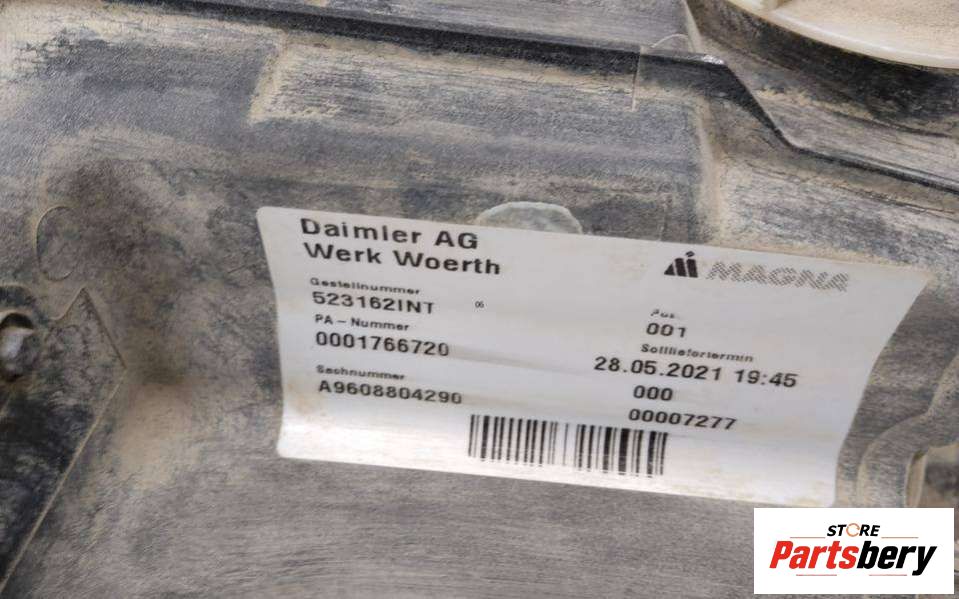 Daimler AG
Werk Woerth
MAGNA
Gestellnummer
523162INT 06
Pos.
001
PA-Nummer
0001766720
Solliefertermin
28.05.2021 19:45
Sachnummer
A9608804290
000
00007277
STORE
Partsbery